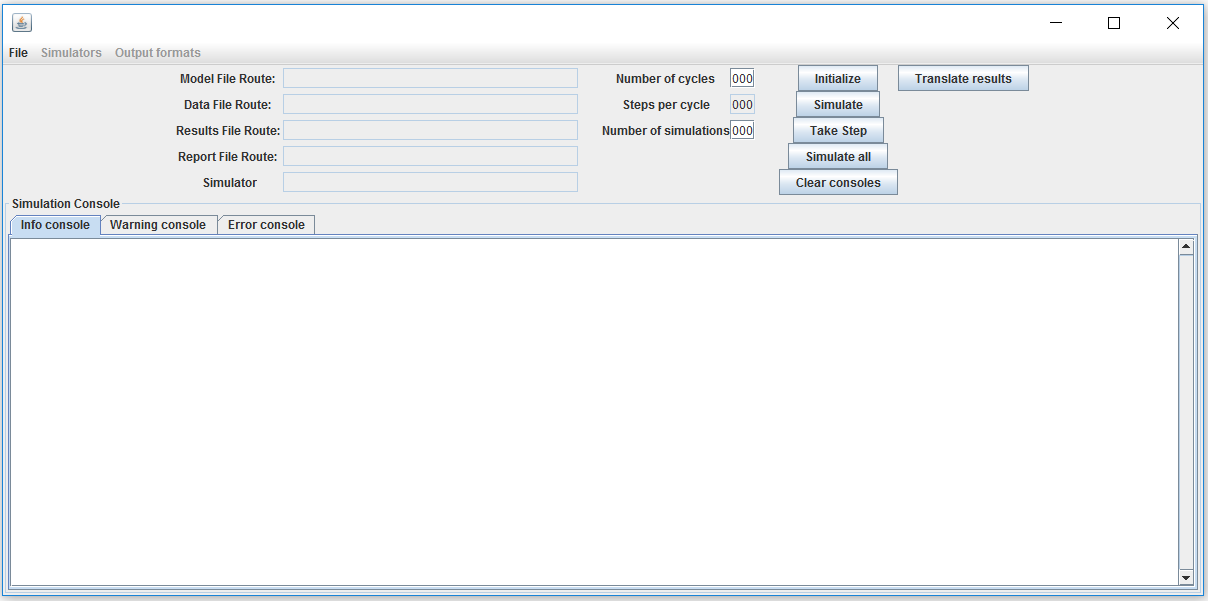 File Simulators Output formats
Model File Route: Number of cycles 000 Initialize Translate results
Data File Route: Steps per cycle 000 Simulate
Results File Route: Number of simulations 000 Take Step
Report File Route: Simulate all
Simulator Clear consoles
Simulation Console
Info console Warning console Error console